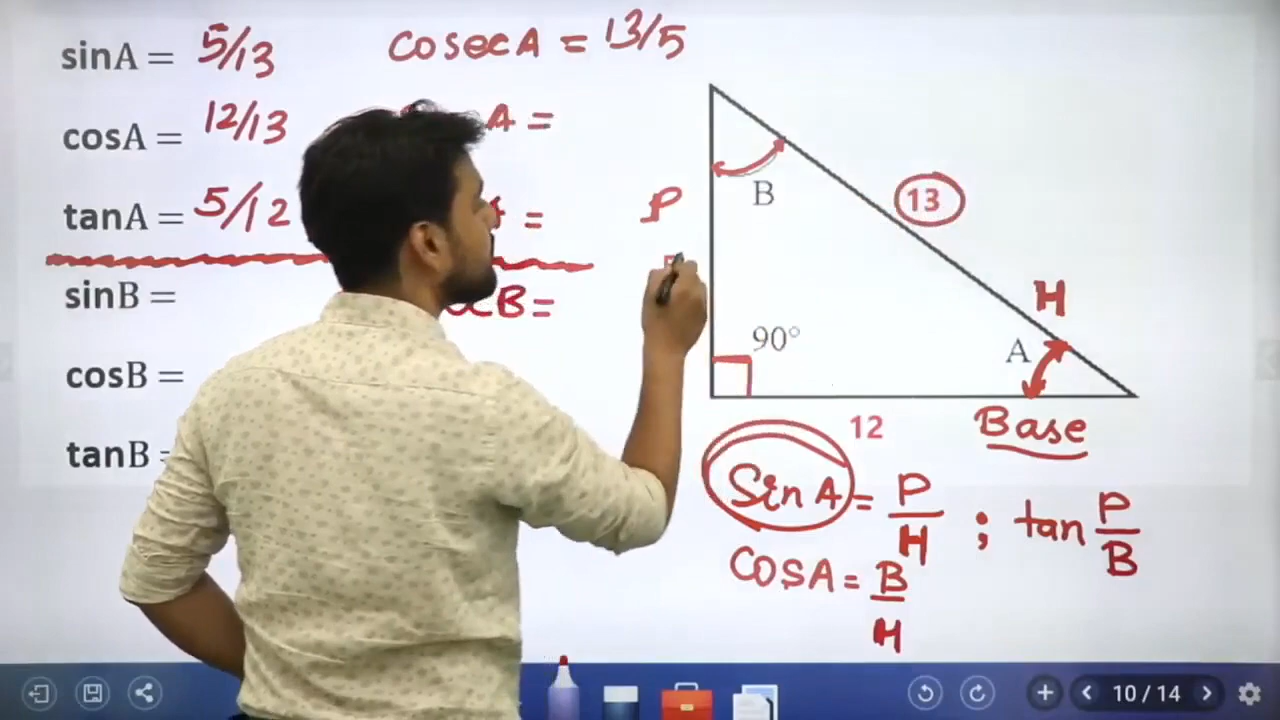 sinA = 5/13
cosecA = 13/5
cosA = 12/13
A =
tanA = 5/12
=
sinB =
B =
cosB =
tanB =
B
P
13
H
90°
A
12
Base
SinA = P/H ; tan P/B
COSA = B/H
10 / 14